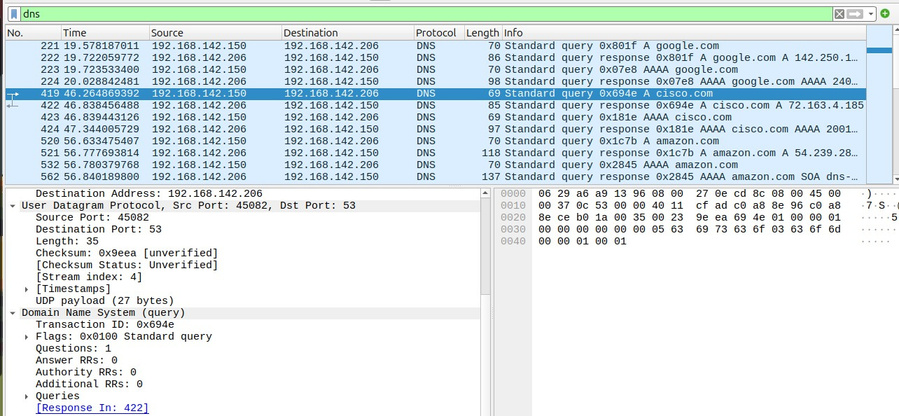 dns
No. Time Source Destination Protocol Length Info
221 19.578187011 192.168.142.150 192.168.142.206 DNS 70 Standard query 0x801f A google.com
222 19.722059772 192.168.142.206 192.168.142.150 DNS 86 Standard query response 0x801f A google.com A 142.250.1…
223 19.723533400 192.168.142.150 192.168.142.206 DNS 70 Standard query 0x07e8 AAAA google.com
224 20.028842481 192.168.142.206 192.168.142.150 DNS 98 Standard query response 0x07e8 AAAA google.com AAAA 240…
419 46.264869392 192.168.142.150 192.168.142.206 DNS 69 Standard query 0x694e A cisco.com
422 46.838456488 192.168.142.206 192.168.142.150 DNS 85 Standard query response 0x694e A cisco.com A 72.163.4.185
423 46.839443126 192.168.142.150 192.168.142.206 DNS 69 Standard query 0x181e AAAA cisco.com
424 47.344005729 192.168.142.206 192.168.142.150 DNS 97 Standard query response 0x181e AAAA cisco.com AAAA 2001…
520 56.633475407 192.168.142.150 192.168.142.206 DNS 70 Standard query 0x1c7b A amazon.com
521 56.777693814 192.168.142.206 192.168.142.150 DNS 118 Standard query response 0x1c7b A amazon.com A 54.239.28…
532 56.780379768 192.168.142.150 192.168.142.206 DNS 70 Standard query 0x2845 AAAA amazon.com
562 56.840189800 192.168.142.206 192.168.142.150 DNS 137 Standard query response 0x2845 AAAA amazon.com SOA dns-…
Destination Address: 192.168.142.206
User Datagram Protocol, Src Port: 45082, Dst Port: 53
Source Port: 45082
Destination Port: 53
Length: 35
Checksum: 0x9eea [unverified]
[Checksum Status: Unverified]
[Stream index: 4]
[Timestamps]
UDP payload (27 bytes)
Domain Name System (query)
Transaction ID: 0x694e
Flags: 0x0100 Standard query
Questions: 1
Answer RRs: 0
Authority RRs: 0
Additional RRs: 0
Queries
[Response In: 422]
0000 06 29 a6 a9 13 96 08 00 27 0e cd 8c 08 00 45 00 ·)····
0010 00 37 0c 53 00 00 40 11 cf ad c0 a8 8e 96 c0 a8 ·7·S··
0020 8e ce b0 1a 00 35 00 23 9e ea 69 4e 01 00 00 01 ·····5
0030 00 00 00 00 00 00 05 63 69 73 63 6f 03 63 6f 6d ······
0040 00 00 01 00 01 ·····